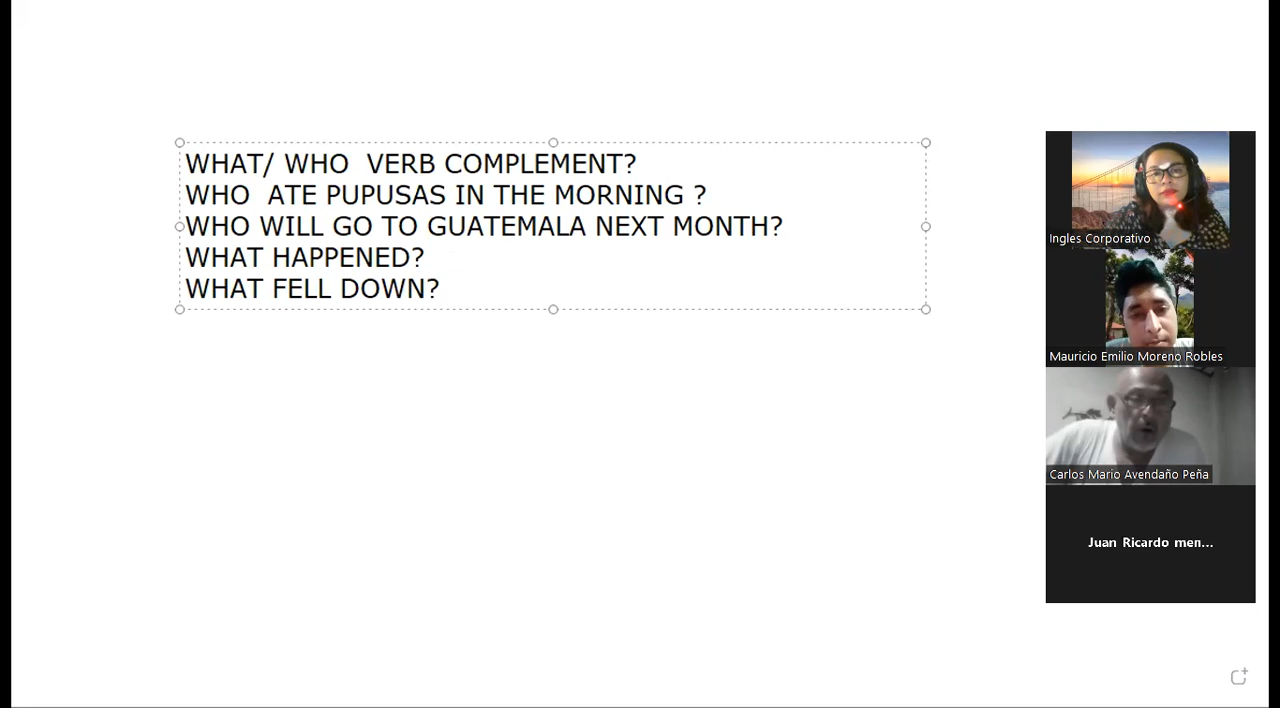 WHAT/ WHO  VERB COMPLEMENT?
WHO  ATE PUPUSAS IN THE MORNING ?
WHO WILL GO TO GUATEMALA NEXT MONTH?
WHAT HAPPENED?
WHAT FELL DOWN?
Ingles Corporativo
Mauricio Emilio Moreno Robles
Carlos Mario Avendaño Peña
Juan Ricardo men...